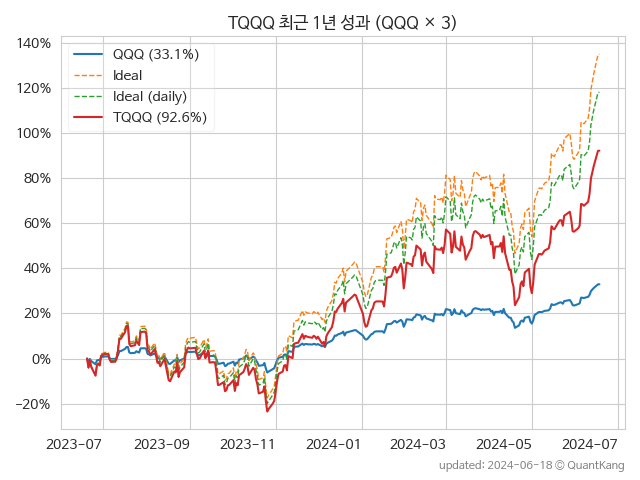 TQQQ 최근 1년 성과 (QQQ × 3)
QQQ (33.1%)
Ideal
Ideal (daily)
TQQQ (92.6%)
140%
120%
100%
80%
60%
40%
20%
0%
−20%
2023−07
2023−09
2023−11
2024−01
2024−03
2024−05
2024−07
updated: 2024−06−18 © QuantKang